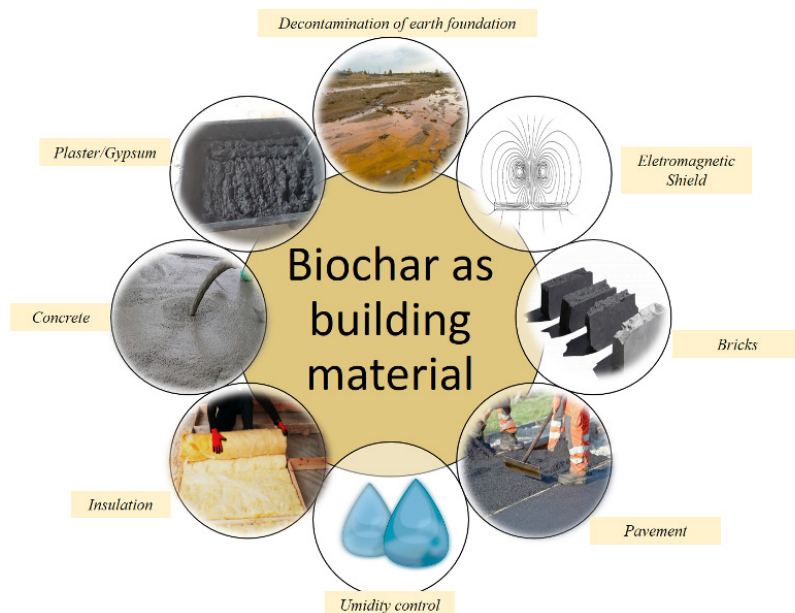 Decontamination of earth foundation
Plaster/Gypsum
Eletromagnetic
Shield
Biochar as
building
material
Concrete
Bricks
Insulation
Pavement
Umidity control